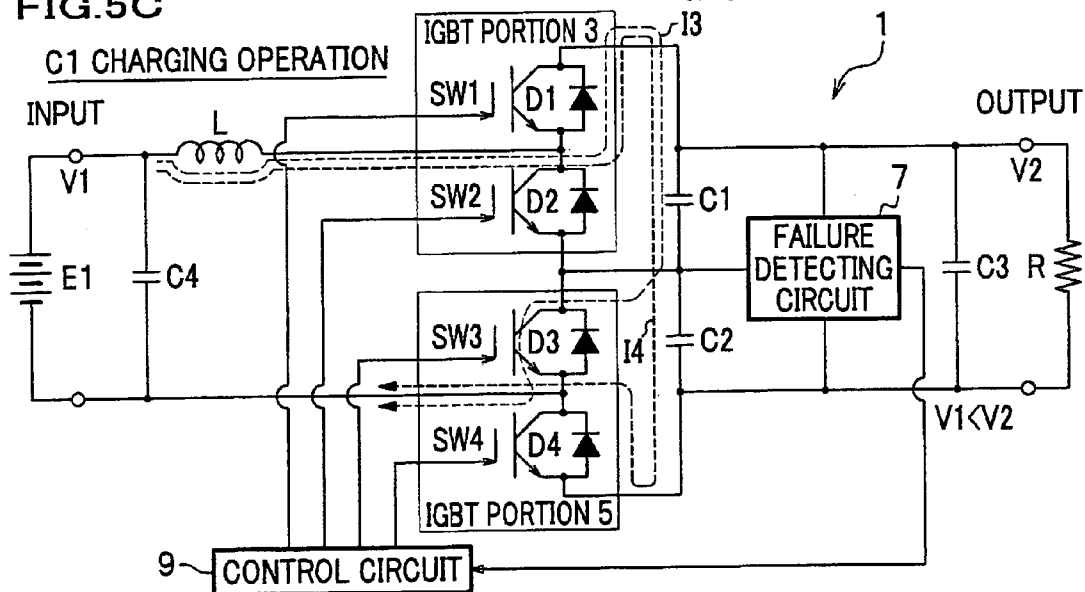 FIG.5C
C1 CHARGING OPERATION
IGBT PORTION 3
I3
1
INPUT
OUTPUT
SW1
D1
L
V1
V2
SW2
D2
C1
7
FAILURE
DETECTING
CIRCUIT
E1
C4
C3
R
SW3
D3
I4
C2
V1<V2
SW4
D4
IGBT PORTION 5
9
CONTROL CIRCUIT